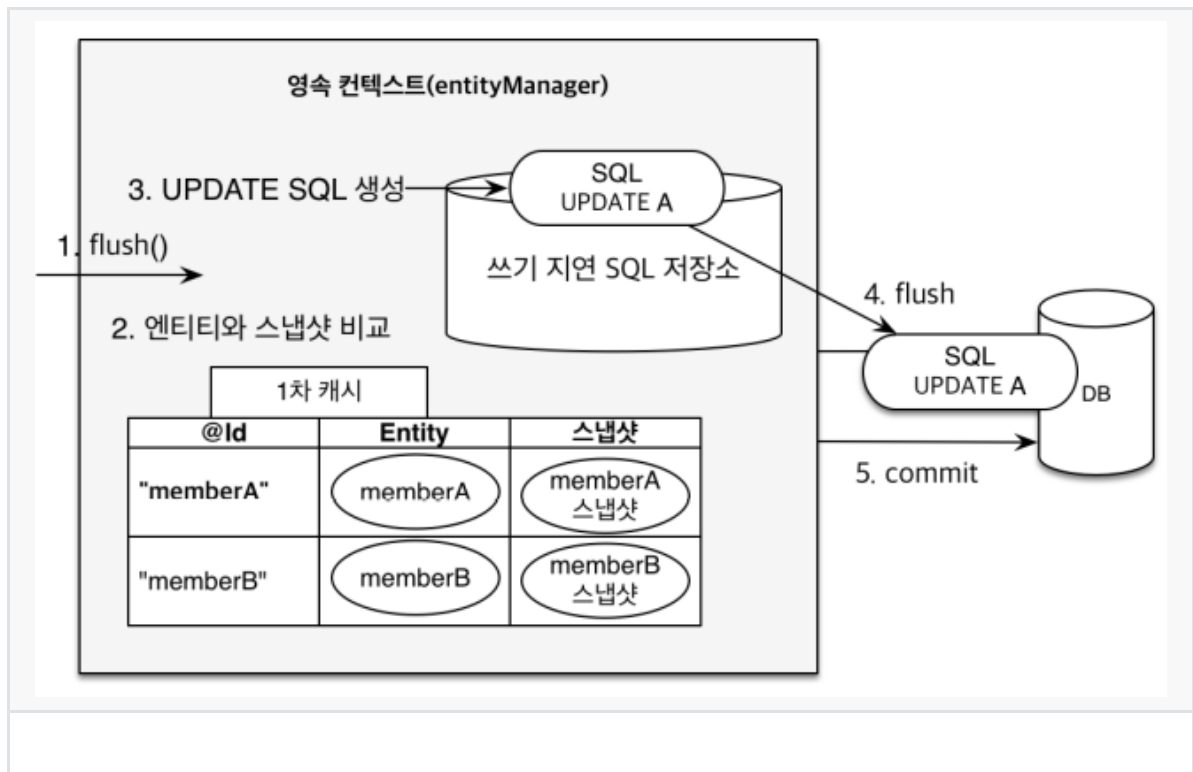 영속 컨텍스트(entityManager)
3. UPDATE SQL 생성
SQL
UPDATE A
1. flush()
쓰기 지연 SQL 저장소
2. 엔티티와 스냅샷 비교
4. flush
SQL
UPDATE A
DB
1차 캐시
@Id Entity 스냅샷
"memberA" memberA memberA
스냅샷
"memberB" memberB memberB
스냅샷
5. commit